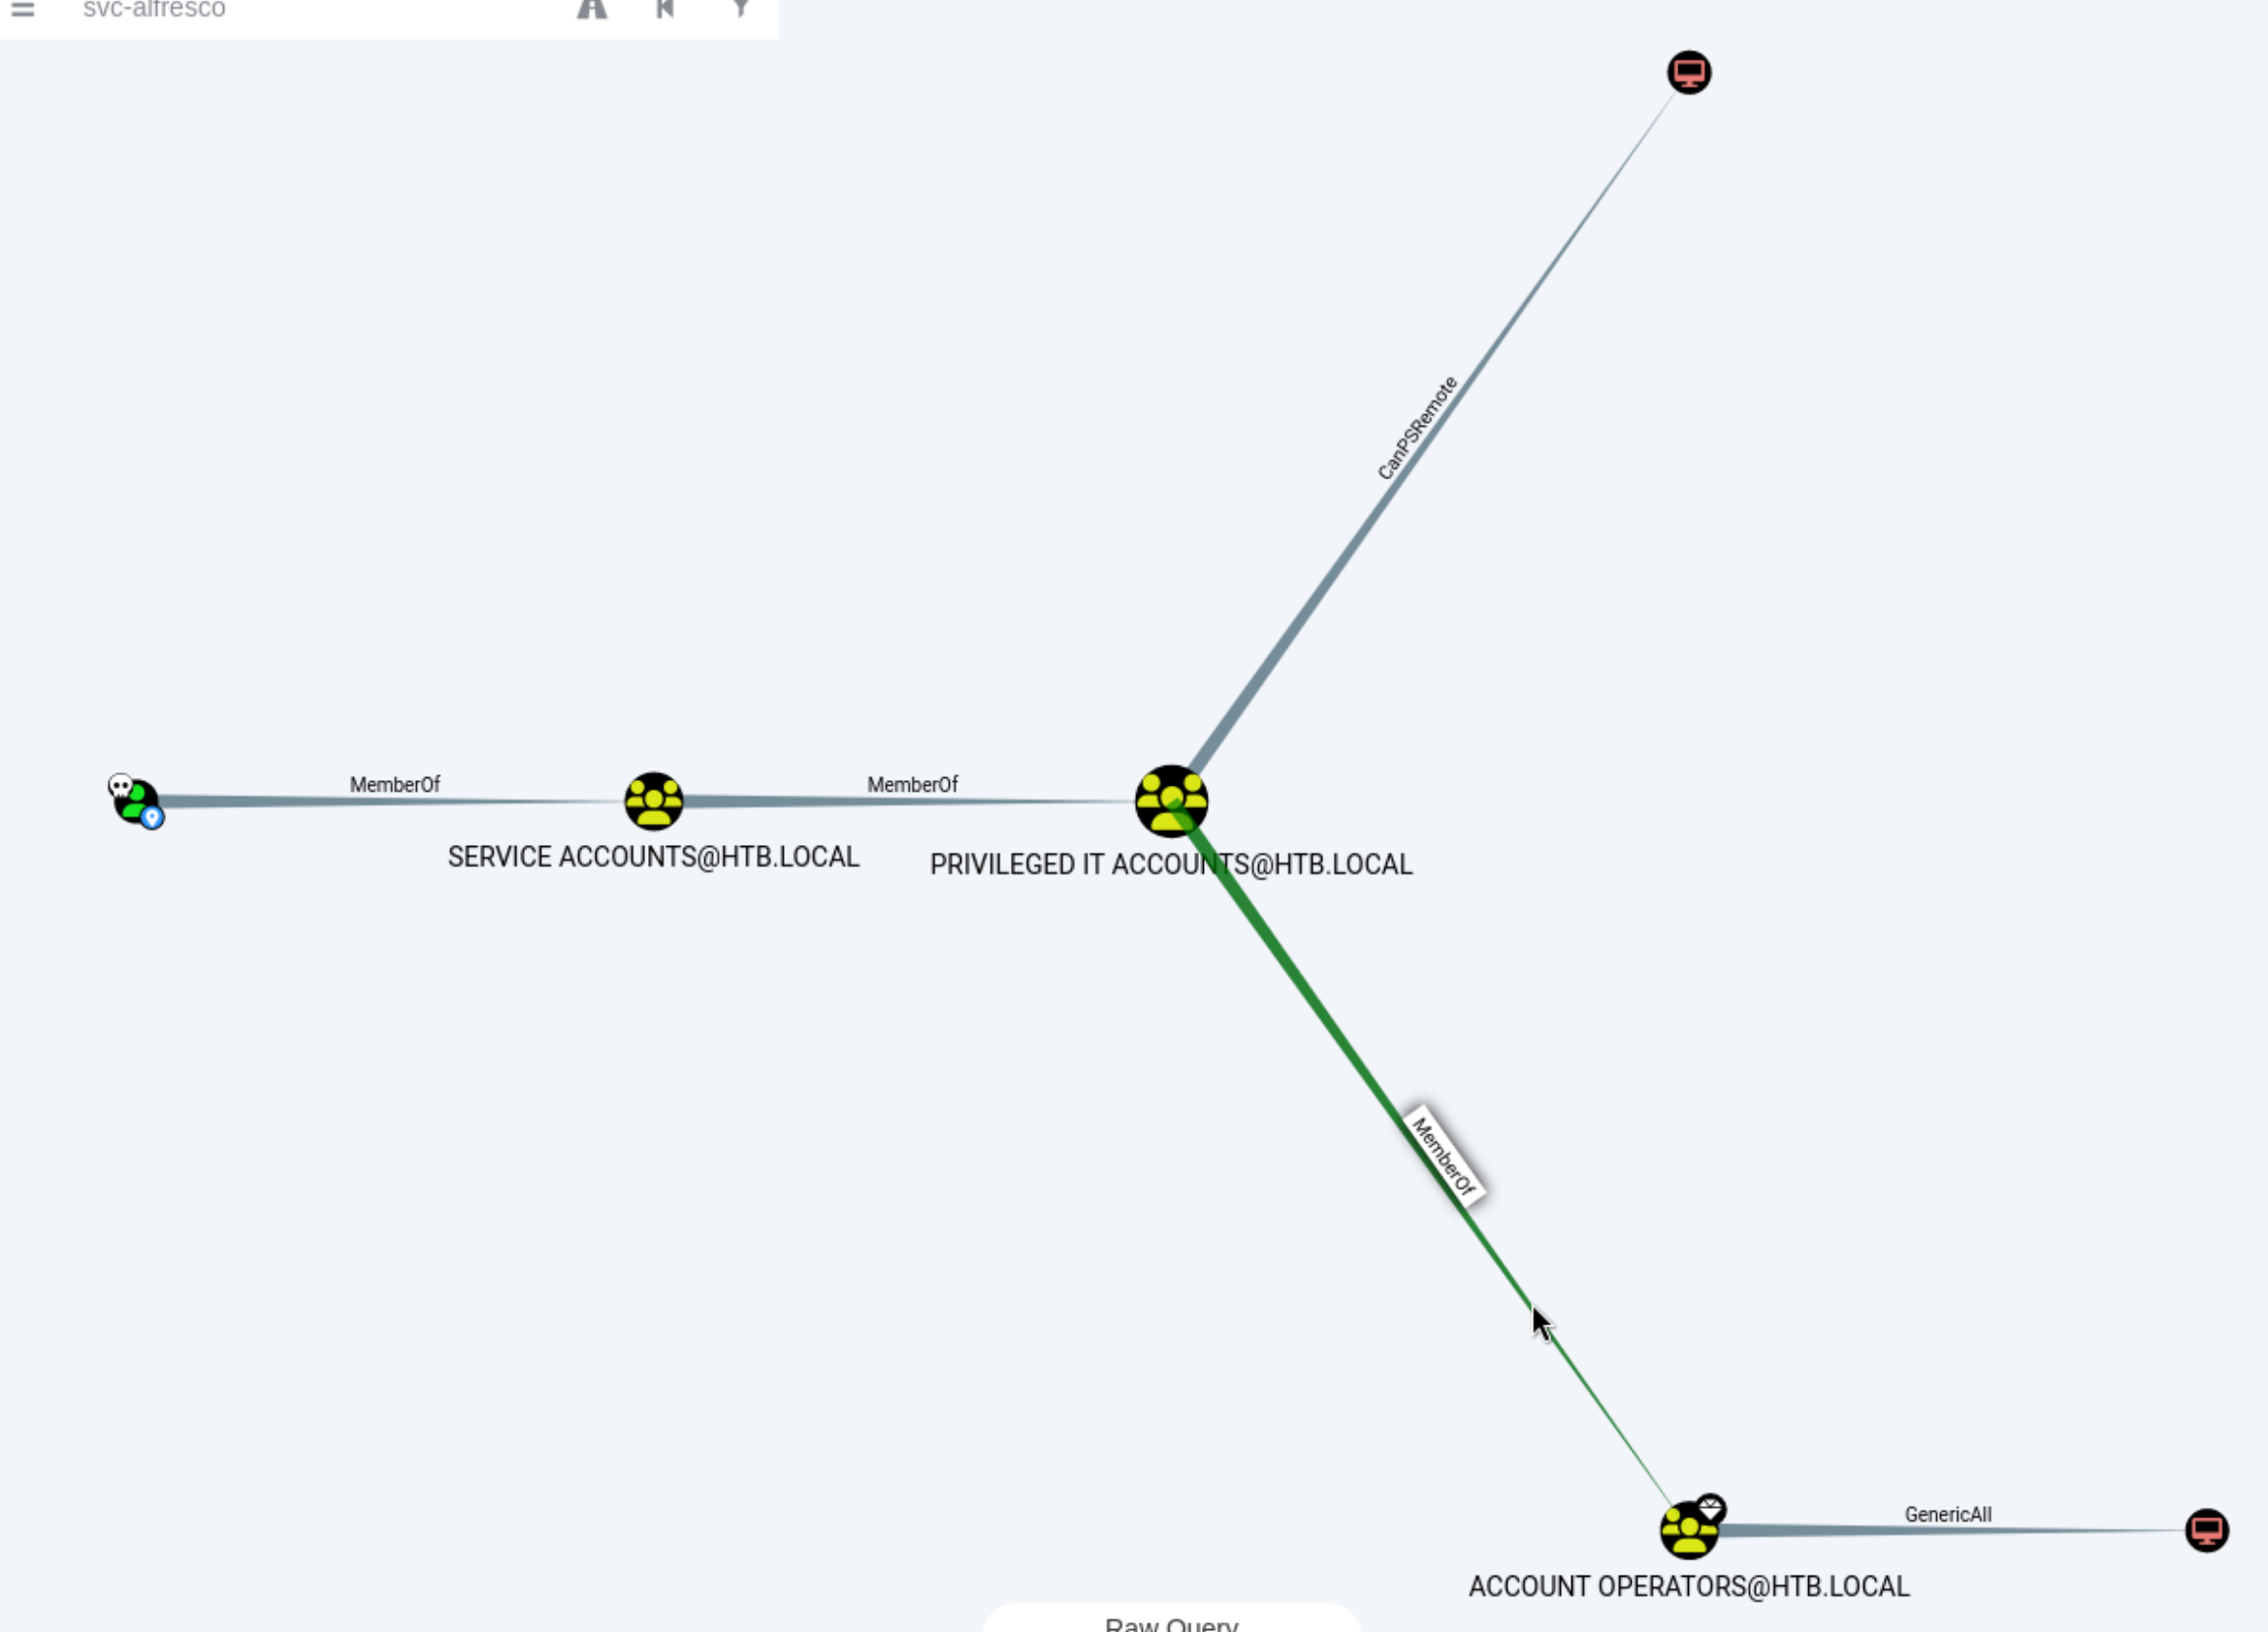 svc-alfresco
CanPSRemote
MemberOf
MemberOf
SERVICE ACCOUNTS@HTB.LOCAL
PRIVILEGED IT ACCOUNTS@HTB.LOCAL
MemberOf
GenericAll
ACCOUNT OPERATORS@HTB.LOCAL
Raw Query